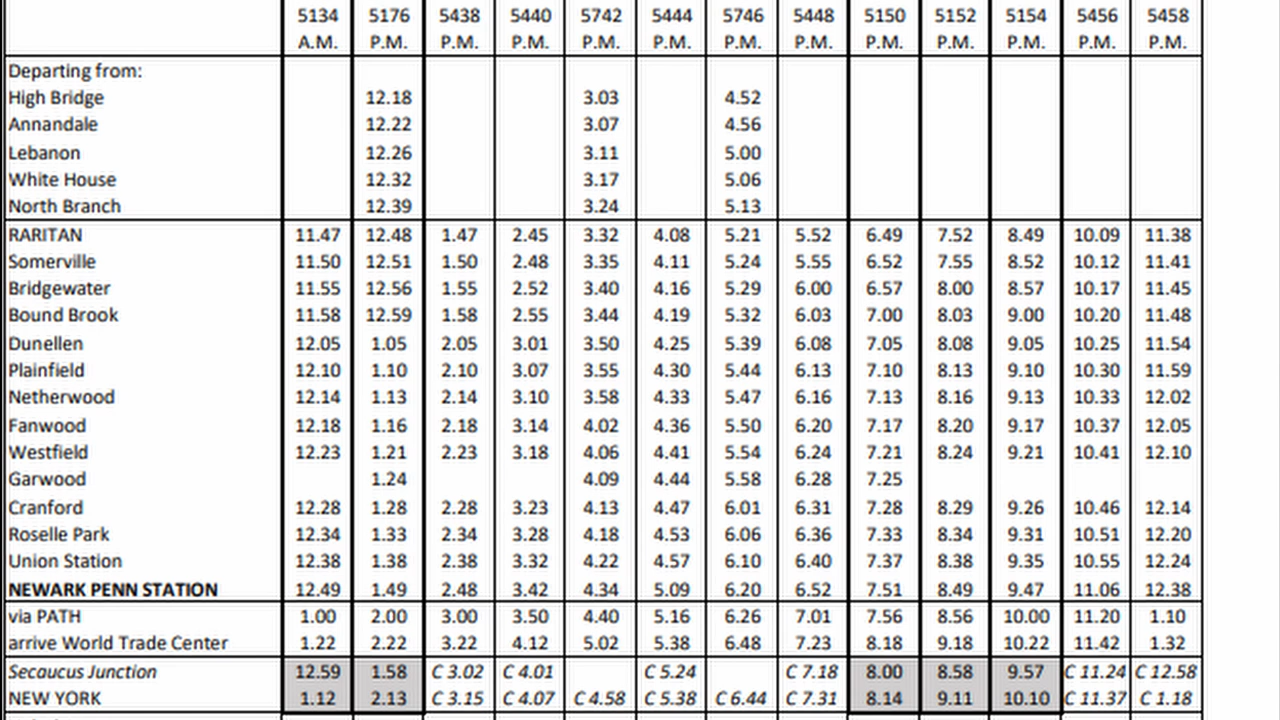 5134 5176 5438 5440 5742 5444 5746 5448 5150 5152 5154 5456 5458
A.M. P.M. P.M. P.M. P.M. P.M. P.M. P.M. P.M. P.M. P.M. P.M. P.M.
Departing from:
High Bridge 12.18 3.03 4.52
Annandale 12.22 3.07 4.56
Lebanon 12.26 3.11 5.00
White House 12.32 3.17 5.06
North Branch 12.39 3.24 5.13
RARITAN 11.47 12.48 1.47 2.45 3.32 4.08 5.21 5.52 6.49 7.52 8.49 10.09 11.38
Somerville 11.50 12.51 1.50 2.48 3.35 4.11 5.24 5.55 6.52 7.55 8.52 10.12 11.41
Bridgewater 11.55 12.56 1.55 2.52 3.40 4.16 5.29 6.00 6.57 8.00 8.57 10.17 11.45
Bound Brook 11.58 12.59 1.58 2.55 3.44 4.19 5.32 6.03 7.00 8.03 9.00 10.20 11.48
Dunellen 12.05 1.05 2.05 3.01 3.50 4.25 5.39 6.08 7.05 8.08 9.05 10.25 11.54
Plainfield 12.10 1.10 2.10 3.07 3.55 4.30 5.44 6.13 7.10 8.13 9.10 10.30 11.59
Netherwood 12.14 1.13 2.14 3.10 3.58 4.33 5.47 6.16 7.13 8.16 9.13 10.33 12.02
Fanwood 12.18 1.16 2.18 3.14 4.02 4.36 5.50 6.20 7.17 8.20 9.17 10.37 12.05
Westfield 12.23 1.21 2.23 3.18 4.06 4.41 5.54 6.24 7.21 8.24 9.21 10.41 12.10
Garwood 1.24 4.09 4.44 5.58 6.28 7.25
Cranford 12.28 1.28 2.28 3.23 4.13 4.47 6.01 6.31 7.28 8.29 9.26 10.46 12.14
Roselle Park 12.34 1.33 2.34 3.28 4.18 4.53 6.06 6.36 7.33 8.34 9.31 10.51 12.20
Union Station 12.38 1.38 2.38 3.32 4.22 4.57 6.10 6.40 7.37 8.38 9.35 10.55 12.24
NEWARK PENN STATION 12.49 1.49 2.48 3.42 4.34 5.09 6.20 6.52 7.51 8.49 9.47 11.06 12.38
via PATH 1.00 2.00 3.00 3.50 4.40 5.16 6.26 7.01 7.56 8.56 10.00 11.20 1.10
arrive World Trade Center 1.22 2.22 3.22 4.12 5.02 5.38 6.48 7.23 8.18 9.18 10.22 11.42 1.32
Secaucus Junction 12.59 1.58 C 3.02 C 4.01 C 5.24 C 7.18 8.00 8.58 9.57 C 11.24 C 12.58
NEW YORK 1.12 2.13 C 3.15 C 4.07 C 4.58 C 5.38 C 6.44 C 7.31 8.14 9.11 10.10 C 11.37 C 1.18